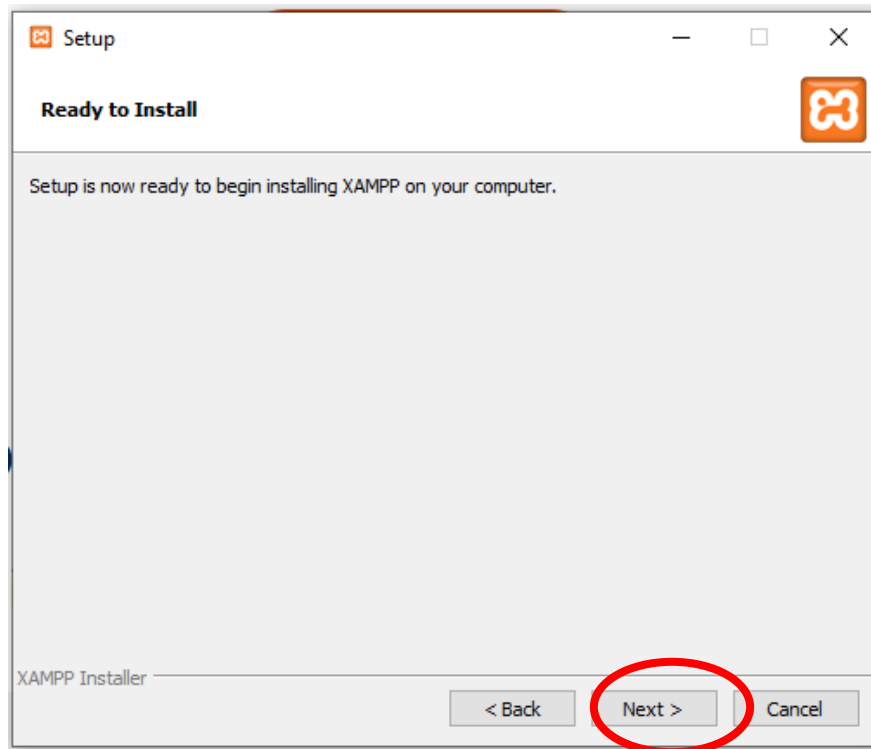 Setup
Ready to Install
Setup is now ready to begin installing XAMPP on your computer.
XAMPP Installer
< Back Next > Cancel